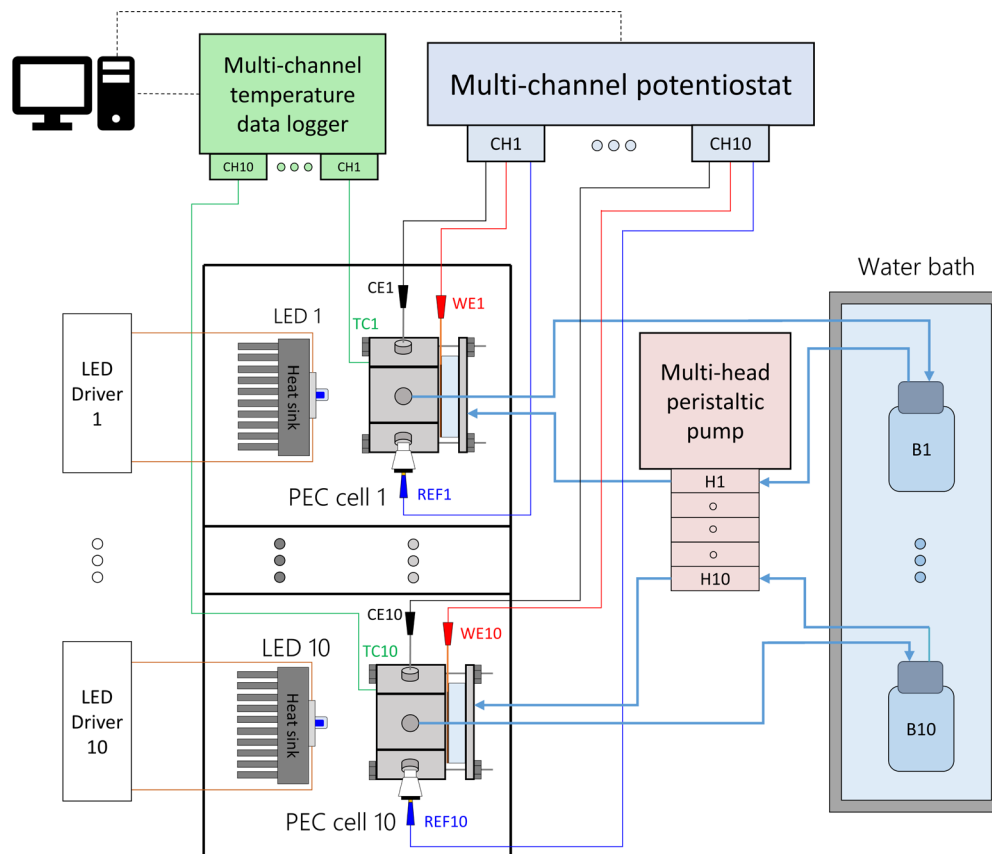 Multi-channel
temperature
data logger
CH10
CH1
Multi-channel potentiostat
CH1
CH10
Water bath
LED
Driver
1
LED 1
Heat sink
TC1
CE1
WE1
REF1
PEC cell 1
Multi-head
peristaltic
pump
H1
H10
B1
LED
Driver
10
LED 10
Heat sink
TC10
CE10
WE10
REF10
PEC cell 10
B10